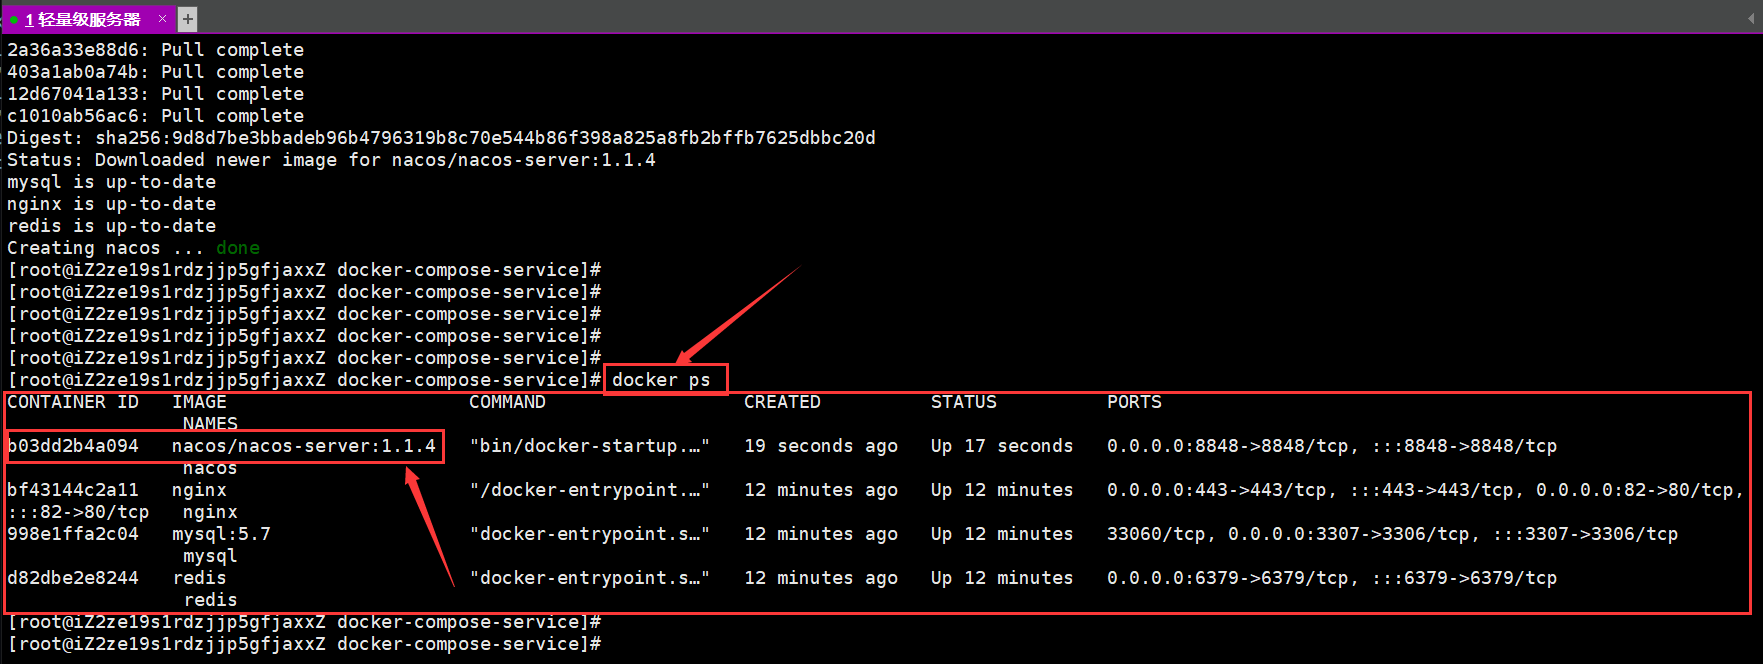 1 轻量级服务器 × +
2a36a33e88d6: Pull complete
403a1ab0a74b: Pull complete
12d67041a133: Pull complete
c1010ab56ac6: Pull complete
Digest: sha256:9d8d7be3bbadeb96b4796319b8c70e544b86f398a825a8fb2bffb7625dbbc20d
Status: Downloaded newer image for nacos/nacos-server:1.1.4
mysql is up-to-date
nginx is up-to-date
redis is up-to-date
Creating nacos ... done
[root@iZ2ze19s1rdzjjp5gfjaxxZ docker-compose-service]#
[root@iZ2ze19s1rdzjjp5gfjaxxZ docker-compose-service]#
[root@iZ2ze19s1rdzjjp5gfjaxxZ docker-compose-service]#
[root@iZ2ze19s1rdzjjp5gfjaxxZ docker-compose-service]#
[root@iZ2ze19s1rdzjjp5gfjaxxZ docker-compose-service]#
[root@iZ2ze19s1rdzjjp5gfjaxxZ docker-compose-service]# docker ps
CONTAINER ID   IMAGE                      COMMAND                  CREATED          STATUS          PORTS
                NAMES
b03dd2b4a094   nacos/nacos-server:1.1.4   "bin/docker-startup.…"   19 seconds ago   Up 17 seconds   0.0.0.0:8848->8848/tcp, :::8848->8848/tcp
                nacos
bf43144c2a11   nginx                      "/docker-entrypoint.…"   12 minutes ago   Up 12 minutes   0.0.0.0:443->443/tcp, :::443->443/tcp, 0.0.0.0:82->80/tcp,
:::82->80/tcp   nginx
998e1ffa2c04   mysql:5.7                  "docker-entrypoint.s…"   12 minutes ago   Up 12 minutes   33060/tcp, 0.0.0.0:3307->3306/tcp, :::3307->3306/tcp
                mysql
d82dbe2e8244   redis                      "docker-entrypoint.s…"   12 minutes ago   Up 12 minutes   0.0.0.0:6379->6379/tcp, :::6379->6379/tcp
                redis
[root@iZ2ze19s1rdzjjp5gfjaxxZ docker-compose-service]#
[root@iZ2ze19s1rdzjjp5gfjaxxZ docker-compose-service]#